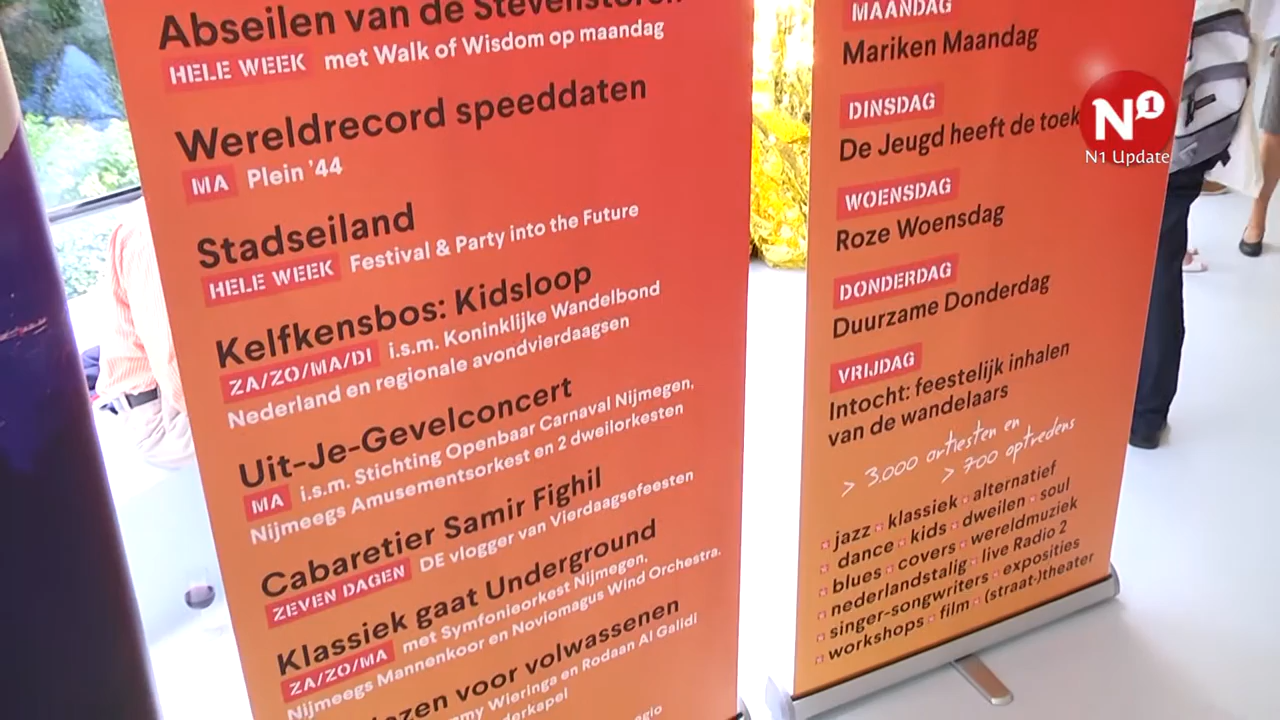 Abseilen van de
HELE WEEK met Walk of Wisdom op maandag
Wereldrecord speeddaten
MA Plein '44
Stadseiland
HELE WEEK Festival & Party into the Future
Kelfkensbos: Kidsloop
ZA/ZO/MA/DI i.s.m. Koninklijke Wandelbond
Nederland en regionale avondvierdaagsen
Uit-Je-Gevelconcert
MA i.s.m. Stichting Openbaar Carnaval Nijmegen,
Nijmeegs Amusementsorkest en 2 dweilorkesten
Cabaretier Samir Fighil
ZEVEN DAGEN DE vlogger van Vierdaagsefeesten
Klassiek gaat Underground
ZA/ZO/MA met Symfonieorkest Nijmegen,
Nijmeegs Mannenkoor en Noviomagus Wind Orchestra.
voor volwassenen
Wieringa en Rodaan Al Galidi
MAANDAG
Mariken Maandag
DINSDAG
De Jeugd heeft de toek
WOENSDAG
Roze Woensdag
DONDERDAG
Duurzame Donderdag
VRIJDAG
Intocht: feestelijk inhalen
van de wandelaars
> 3.000 artiesten en
> 700 optredens
jazz klassiek alternatief
dance kids dweilen soul
blues covers wereldmuziek
nederlandstalig live Radio 2
singer-songwriters exposities
workshops film (straat-)theater
N1
N1 Update